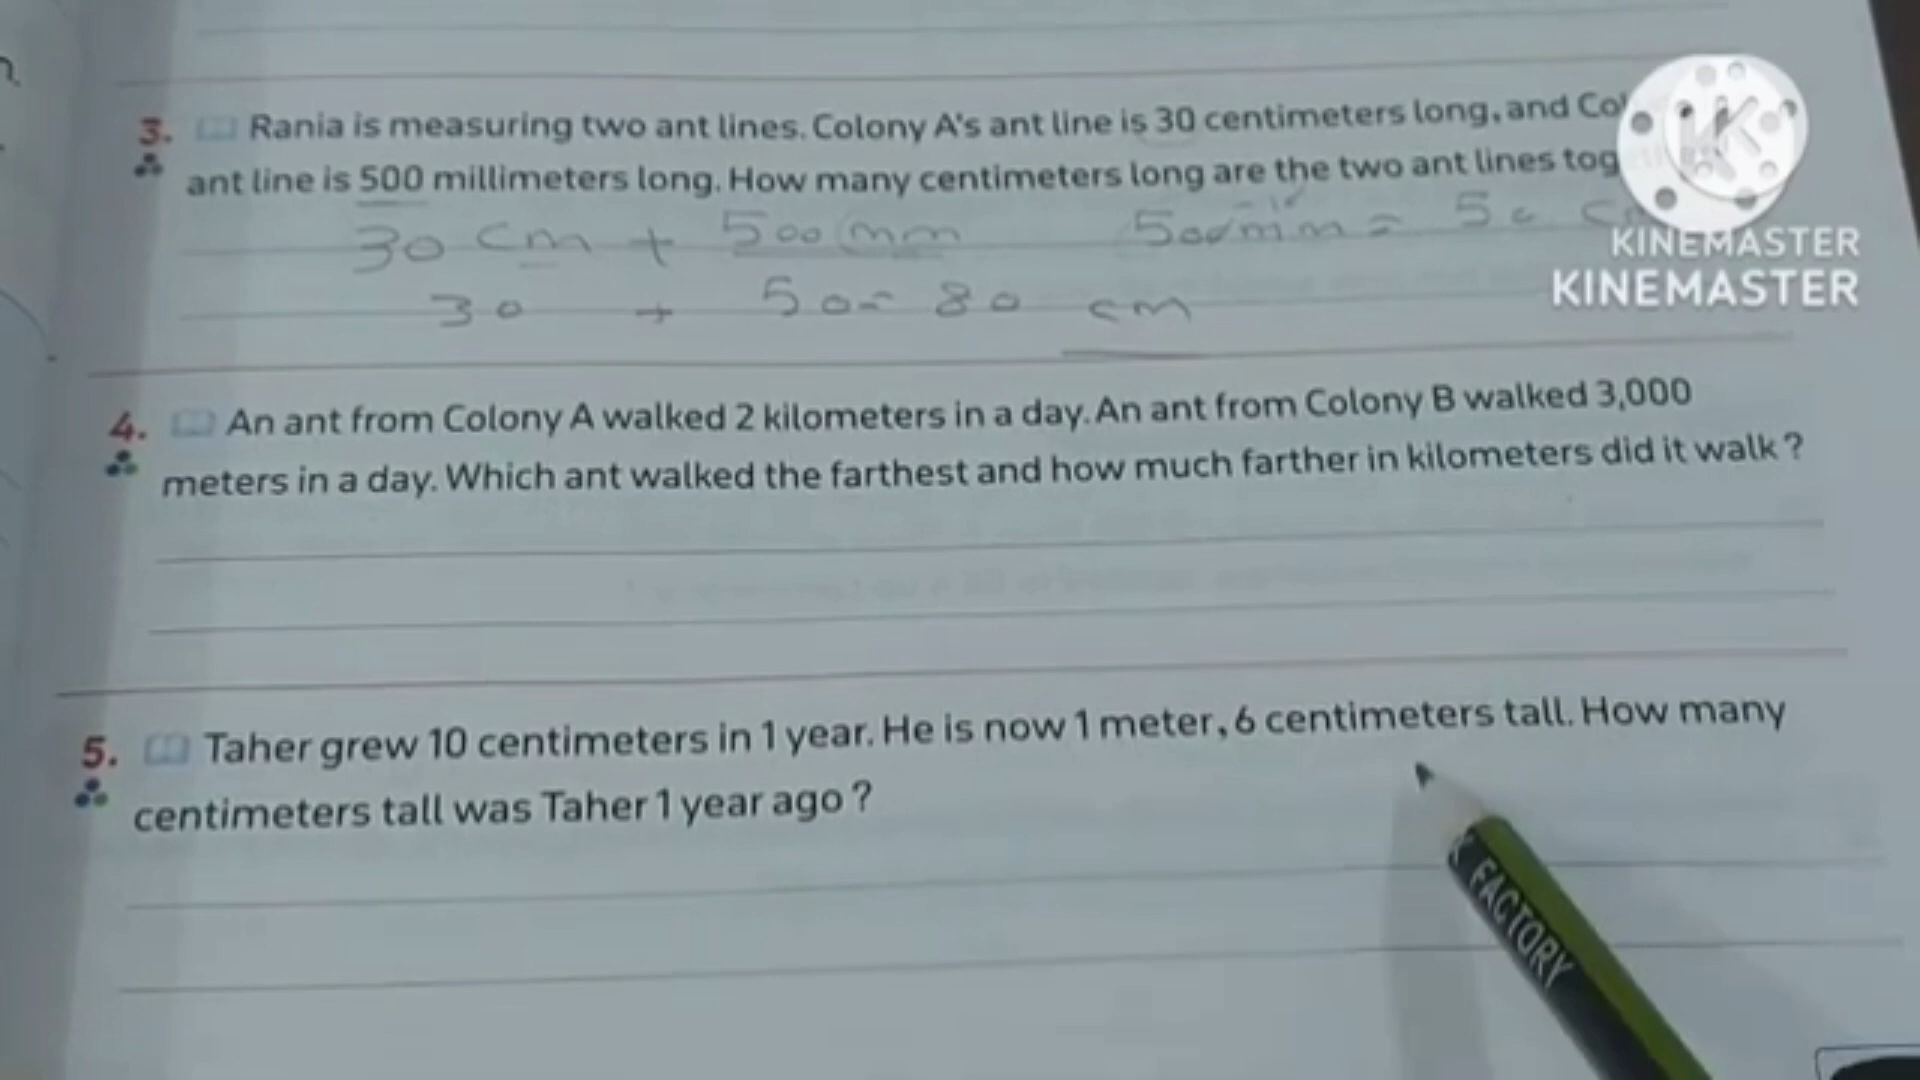 3. Rania is measuring two ant lines. Colony A's ant line is 30 centimeters long, and
ant line is 500 millimeters long. How many centimeters long are the two ant lines
30 cm + 500 mm 500 mm = 50
30 + 50 = 80 cm
KINEMASTER
KINEMASTER
4. An ant from Colony A walked 2 kilometers in a day. An ant from Colony B walked 3,000
meters in a day. Which ant walked the farthest and how much farther in kilometers did it walk ?
5. Taher grew 10 centimeters in 1 year. He is now 1 meter, 6 centimeters tall. How many
centimeters tall was Taher 1 year ago ?
FACTORY